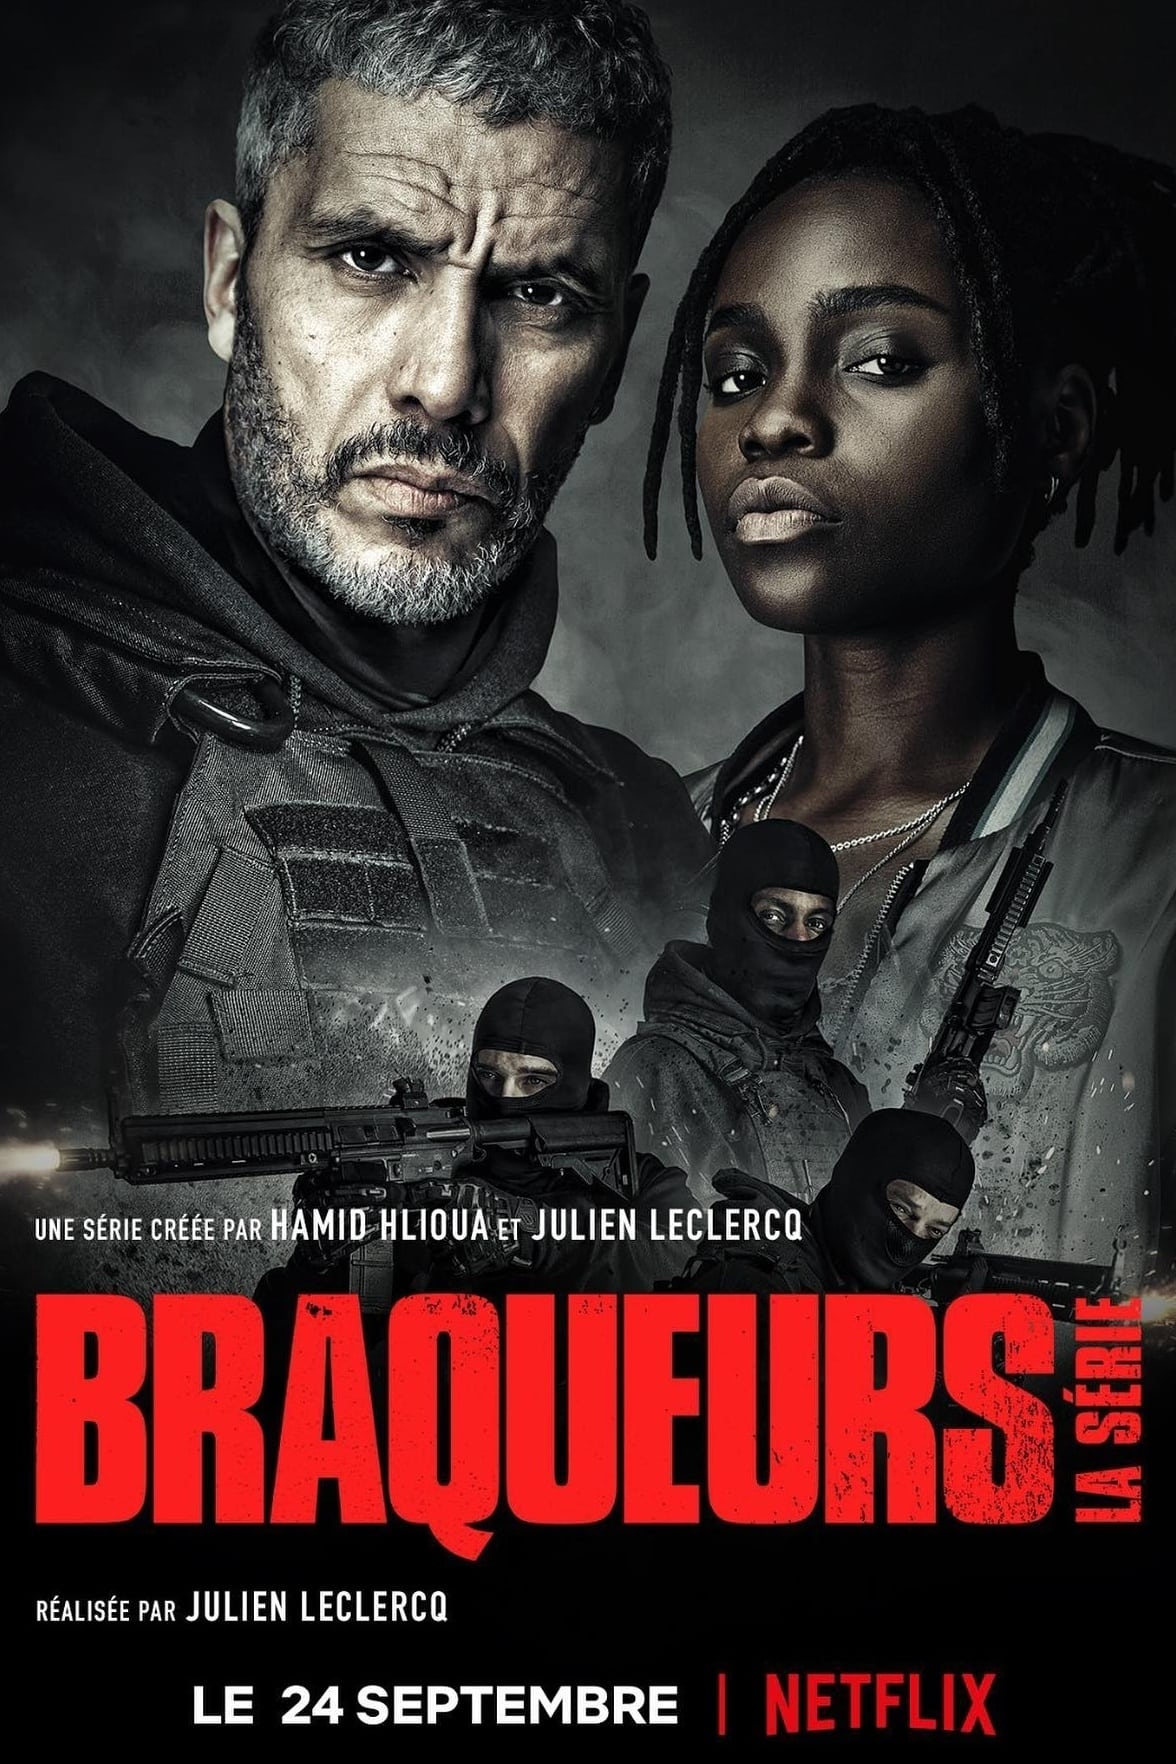 UNE SÉRIE CRÉÉE PAR HAMID HLIOUA ET JULIEN LECLERCQ
BRAQUEURS
LA SÉRIE
RÉALISÉE PAR JULIEN LECLERCQ
LE 24 SEPTEMBRE | NETFLIX